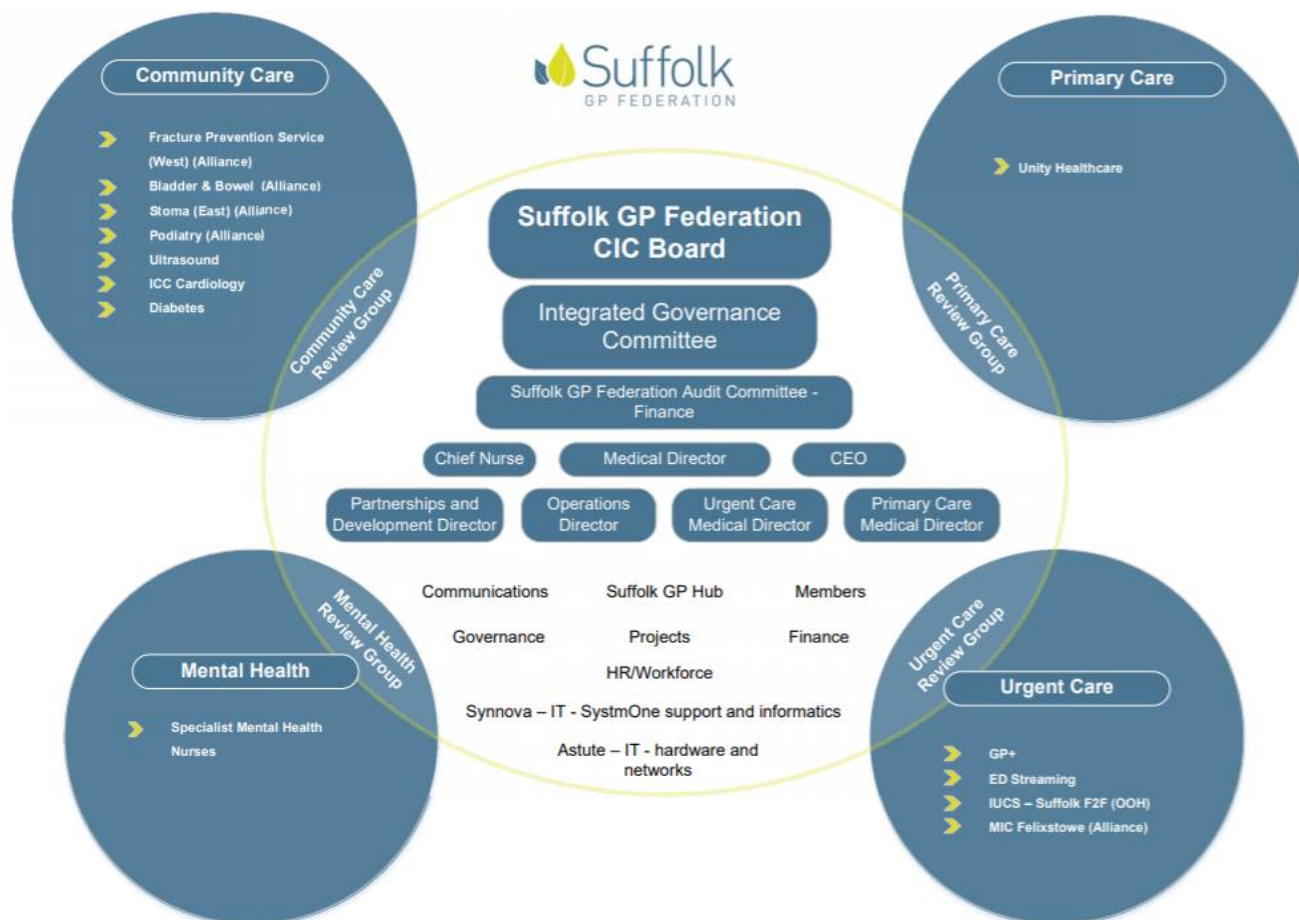 Suffolk
GP FEDERATION
Community Care
Fracture Prevention Service
(West) (Alliance)
Bladder & Bowel (Alliance)
Stoma (East) (Alliance)
Podiatry (Alliance)
Ultrasound
ICC Cardiology
Diabetes
Community Care
Review Group
Primary Care
Unity Healthcare
Primary Care
Review Group
Suffolk GP Federation
CIC Board
Integrated Governance
Committee
Suffolk GP Federation Audit Committee -
Finance
Chief Nurse
Medical Director
CEO
Partnerships and
Development Director
Operations
Director
Urgent Care
Medical Director
Primary Care
Medical Director
Communications
Suffolk GP Hub
Members
Governance
Projects
Finance
HR/Workforce
Synnova – IT - SystmOne support and informatics
Astute – IT - hardware and
networks
Mental Health
Review Group
Mental Health
Specialist Mental Health
Nurses
Urgent Care
Review Group
Urgent Care
GP+
ED Streaming
IUCS – Suffolk F2F (OOH)
MIC Felixstowe (Alliance)